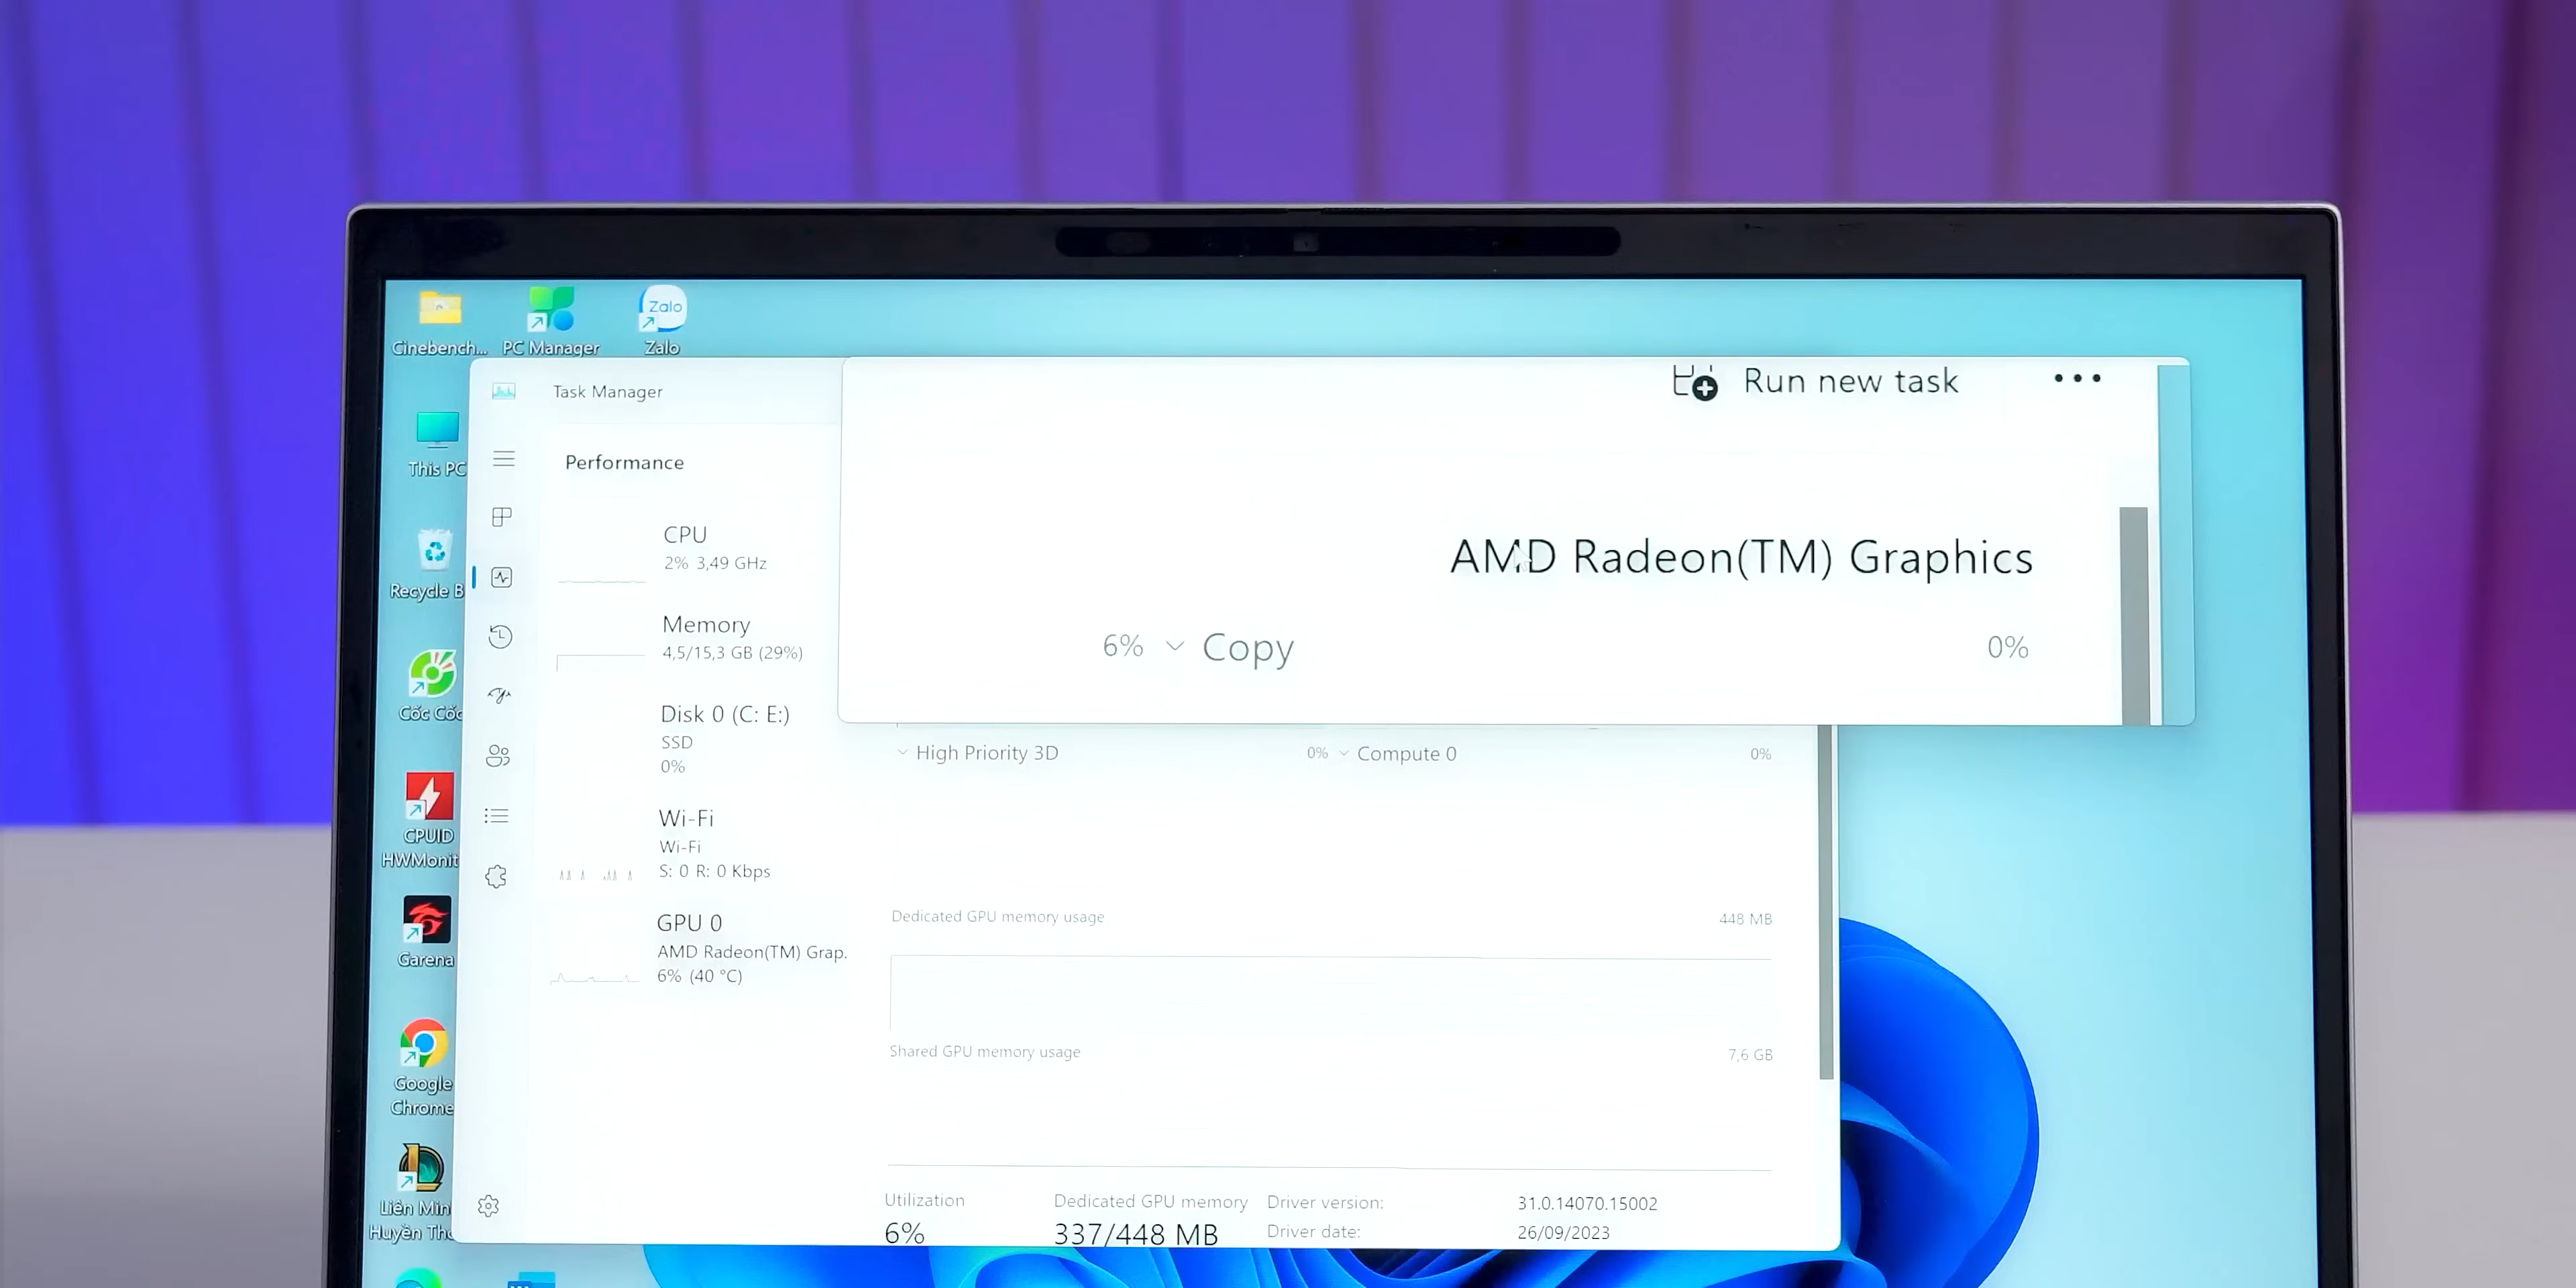 Cinebench...
PC Manager
Zalo
Zalo
This PC
Recycle B
Cốc Cốc
CPUID
HWMonit
Garena
Google
Chrome
Liên Min
Huyền Tho
Task Manager
Performance
CPU
2% 3,49 GHz
Memory
4,5/15,3 GB (29%)
Disk 0 (C: E:)
SSD
0%
Wi-Fi
Wi-Fi
S: 0 R: 0 Kbps
GPU 0
AMD Radeon(TM) Grap.
6% (40 °C)
Run new task
AMD Radeon(TM) Graphics
6% Copy 0%
High Priority 3D 0% Compute 0 0%
Dedicated GPU memory usage 448 MB
Shared GPU memory usage 7,6 GB
Utilization
6%
Dedicated GPU memory
337/448 MB
Driver version: 31.0.14070.15002
Driver date: 26/09/2023